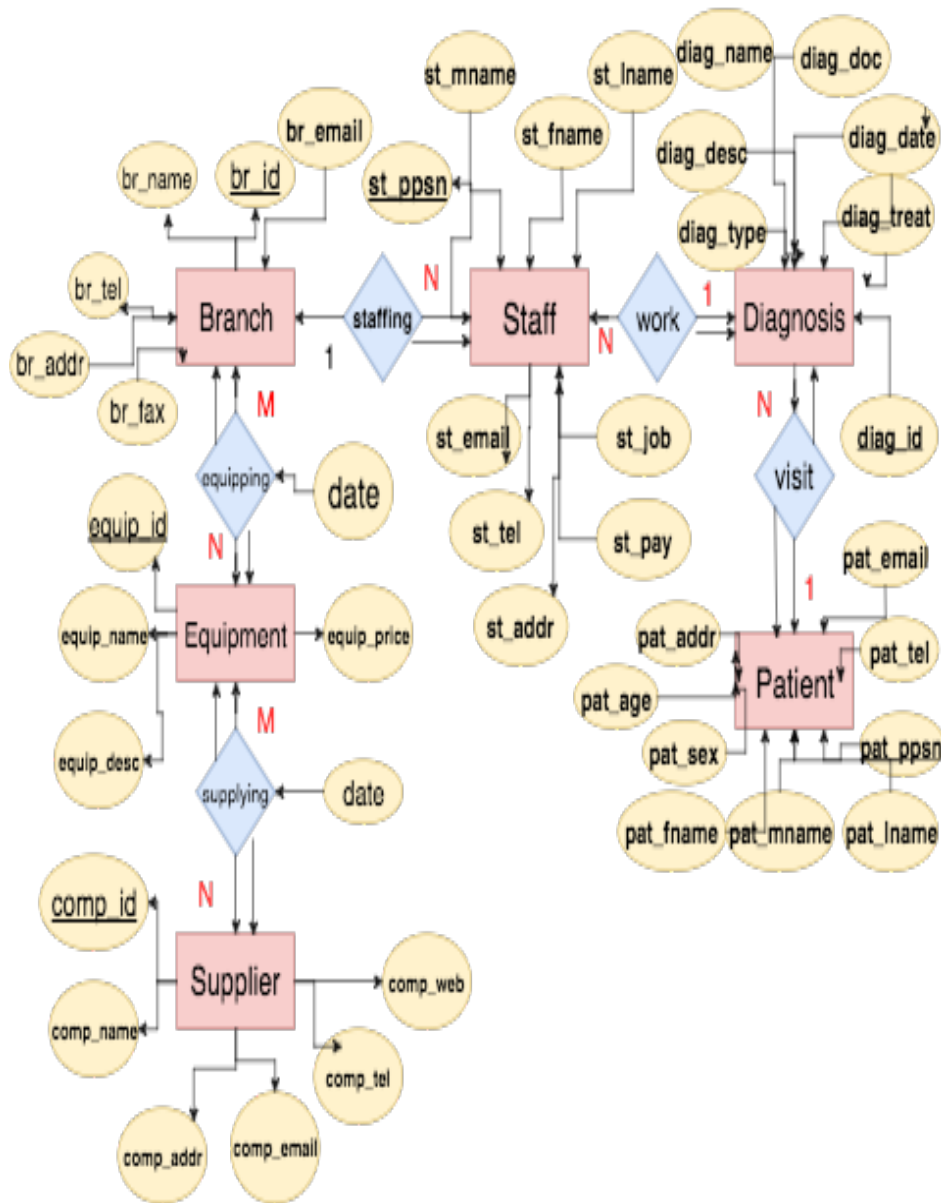 diag_name
diag_doc
st_mname
st_lname
br_email
st_fname
diag_desc
diag_date
br_name
br_id
st_ppsn
diag_type
diag_treat
br_tel
N
1
Branch
staffing
Staff
work
Diagnosis
1
N
br_addr
br_fax
M
N
st_email
st_job
diag_id
equipping
date
visit
equip_id
st_tel
st_pay
N
pat_email
1
equip_name
Equipment
equip_price
st_addr
pat_addr
pat_tel
Patient
pat_age
M
equip_desc
pat_sex
pat_ppsn
supplying
date
pat_fname
pat_mname
pat_lname
N
comp_id
Supplier
comp_web
comp_name
comp_tel
comp_addr
comp_email